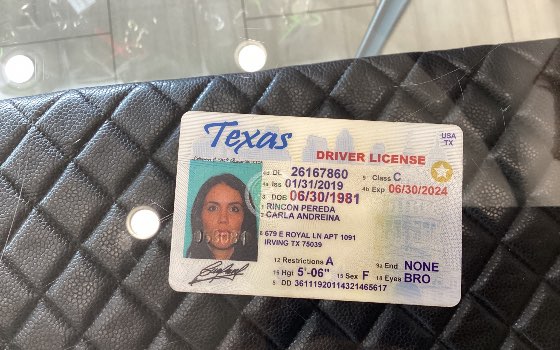 Texas
USA
TX
DRIVER LICENSE
4d DL 26167860 9 Class C
4a Iss 01/31/2019 4b Exp 06/30/2024
3 DOB 06/30/1981
1 RINCON PEREDA
2 CARLA ANDREINA
8 679 E ROYAL LN APT 1091
IRVING TX 75039
12 Restrictions A 9a End NONE
16 Hgt 5'-06" 15 Sex F 18 Eyes BRO
5 DD 36111920114321465617